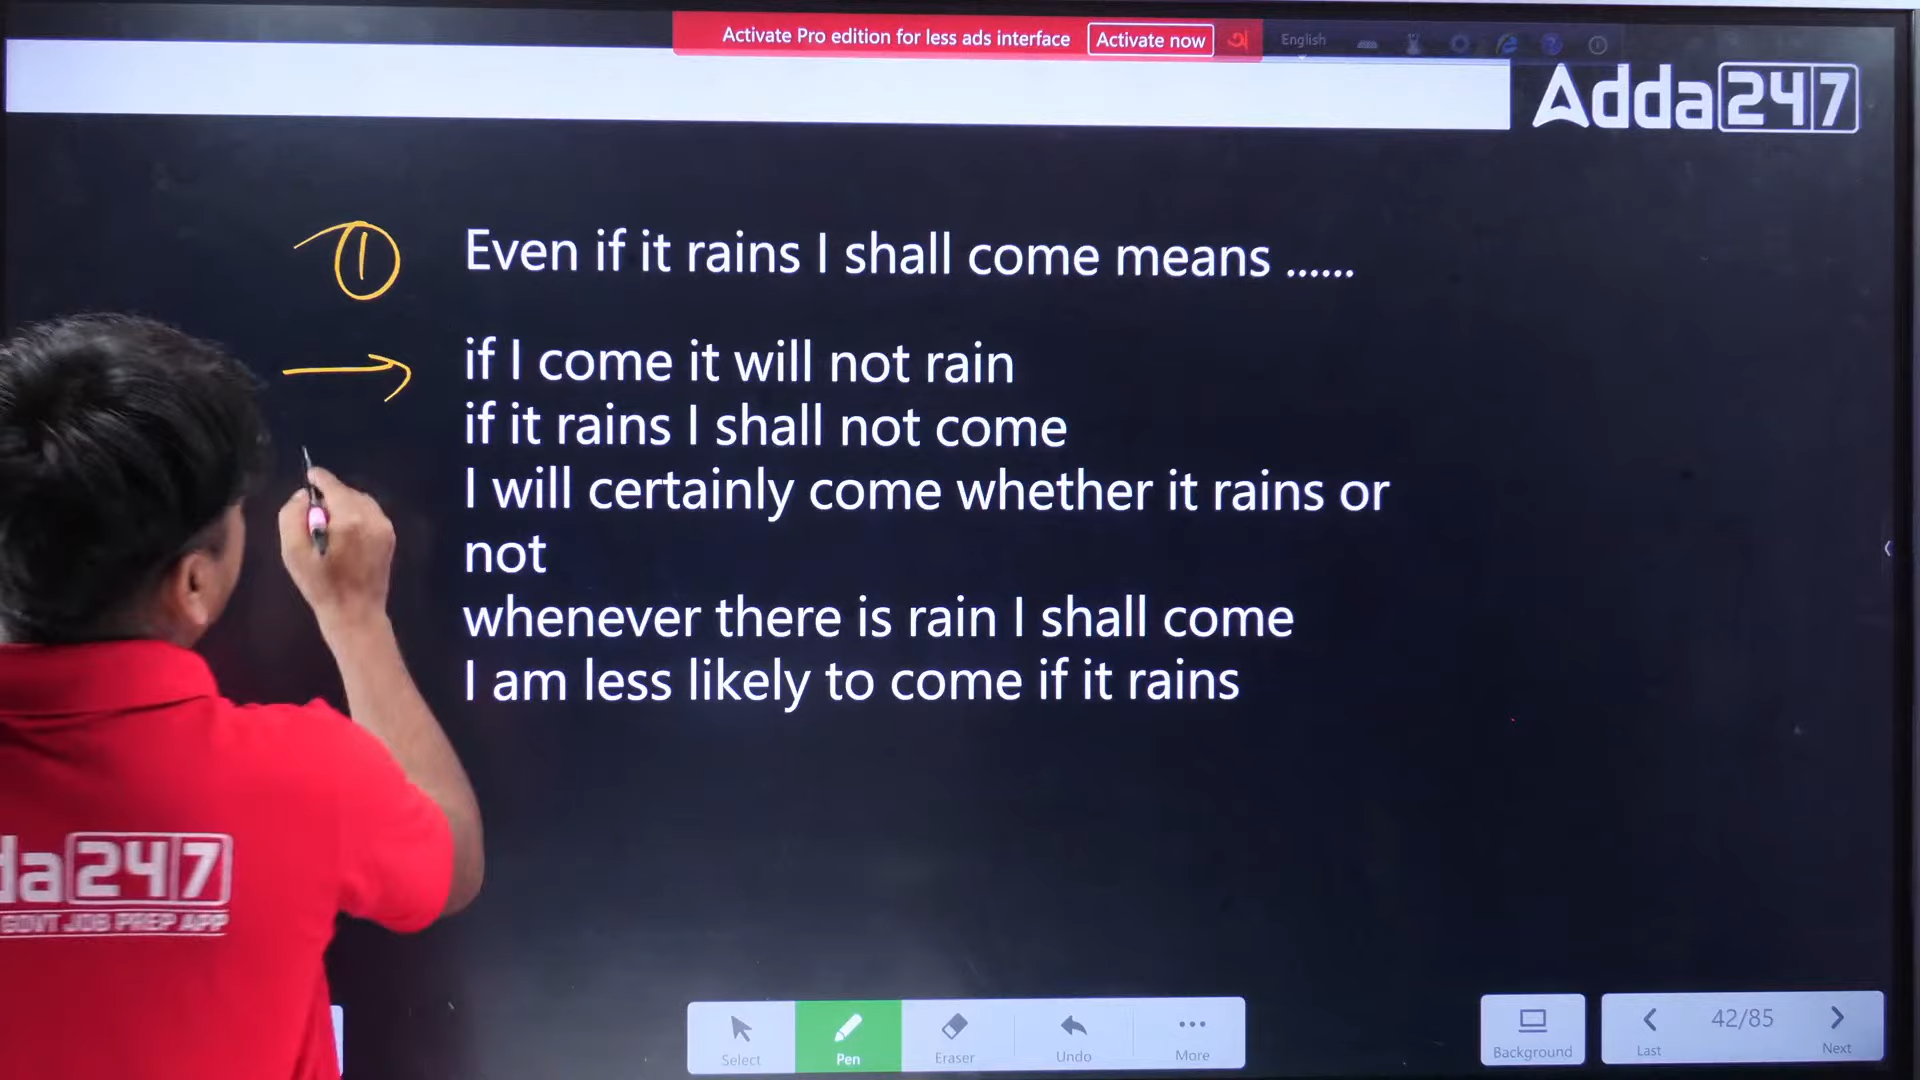 Activate Pro edition for less ads interface Activate now English
Adda247
1 Even if it rains I shall come means ......
if I come it will not rain
if it rains I shall not come
I will certainly come whether it rains or
not
whenever there is rain I shall come
I am less likely to come if it rains
da247
GOVT JOB PREP APP
Select Pen Eraser Undo More Background Last 42/85 Next